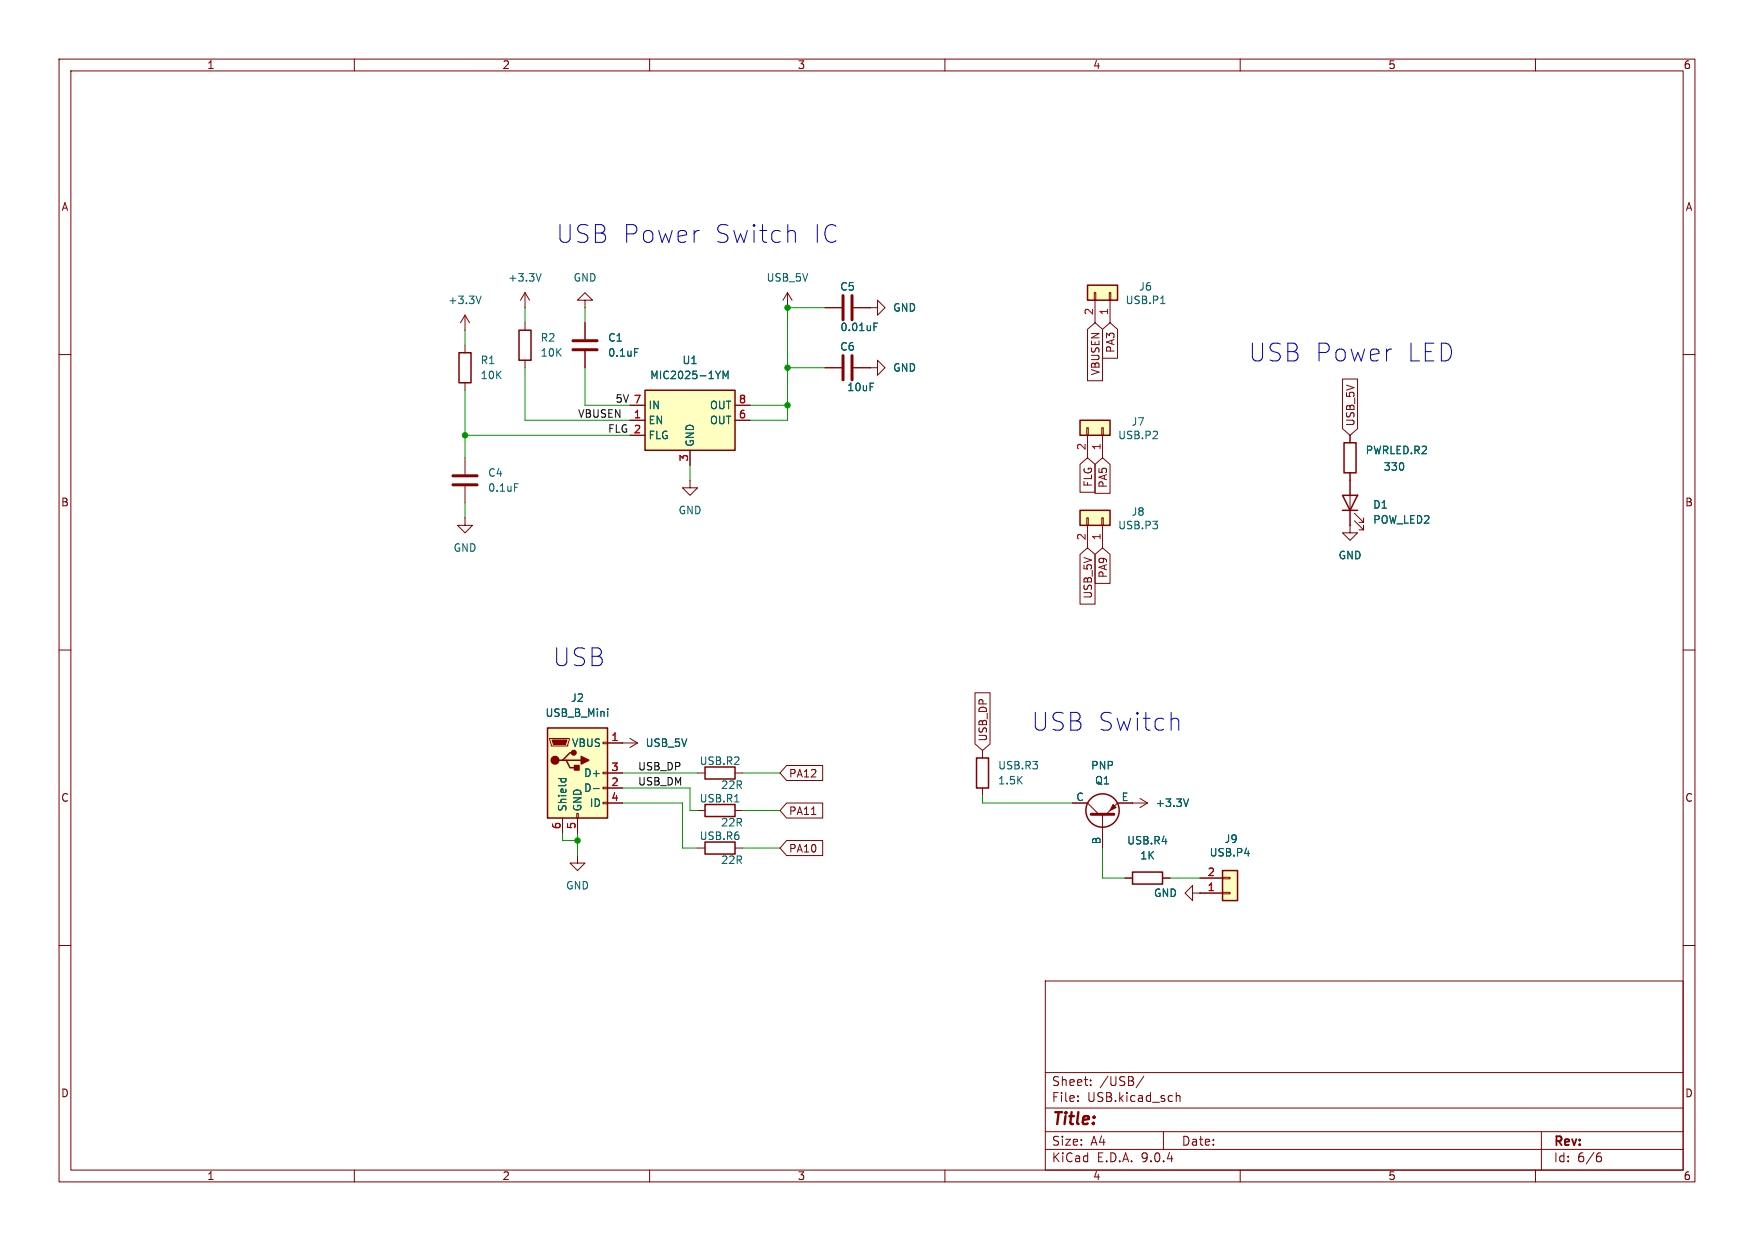 1 2 3 4 5 6
A A
B B
C C
D D
USB Power Switch IC
+3.3V
+3.3V
GND
USB_5V
R1
10K
R2
10K
C1
0.1uF
C5
0.01uF
GND
C6
10uF
GND
U1
MIC2025-1YM
5V 7 IN
VBUSEN 1 EN
FLG 2 FLG
OUT 8
OUT 6
GND
3
GND
C4
0.1uF
GND
J6
USB.P1
2 1
VBUSEN
PA3
J7
USB.P2
2 1
FLG
PA5
J8
USB.P3
2 1
USB_5V
PA9
USB Power LED
USB_5V
PWRLED.R2
330
D1
POW_LED2
GND
USB
J2
USB_B_Mini
VBUS 1 USB_5V
D+ 3 USB_DP
D- 2 USB_DM
ID 4
Shield
GND
6 5
GND
USB.R2
22R
PA12
USB.R1
22R
PA11
USB.R6
22R
PA10
USB Switch
USB_DP
USB.R3
1.5K
PNP
Q1
C E
B
+3.3V
USB.R4
1K
J9
USB.P4
2
1
GND
Sheet: /USB/
File: USB.kicad_sch
Title:
Size: A4 Date: Rev:
KiCad E.D.A. 9.0.4 Id: 6/6
1 2 3 4 5 6